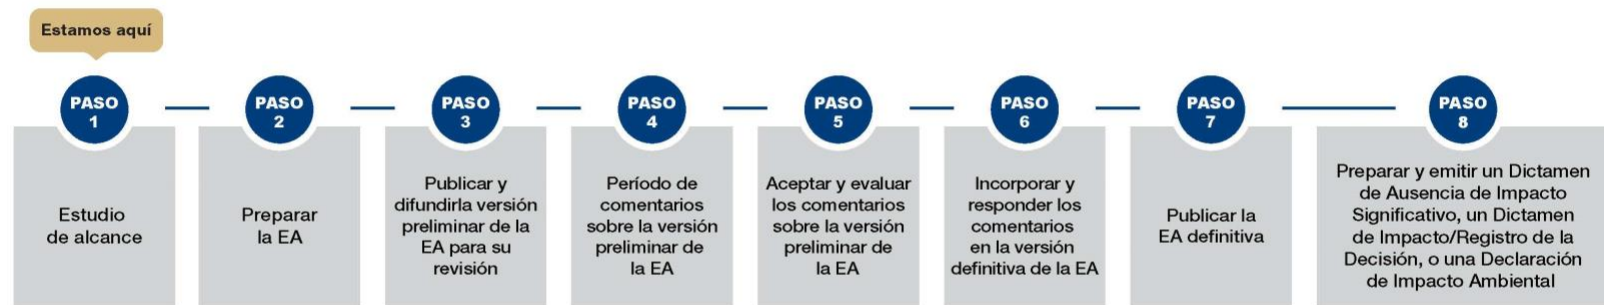 Estamos aquí
PASO
1
Estudio
de alcance
PASO
2
Preparar
la EA
PASO
3
Publicar y
difundirla versión
preliminar de la
EA para su
revisión
PASO
4
Período de
comentarios
sobre la versión
preliminar de
la EA
PASO
5
Aceptar y evaluar
los comentarios
sobre la versión
preliminar de
la EA
PASO
6
Incorporar y
responder los
comentarios
en la versión
definitiva de la EA
PASO
7
Publicar la
EA definitiva
PASO
8
Preparar y emitir un Dictamen
de Ausencia de Impacto
Significativo, un Dictamen
de Impacto/Registro de la
Decisión, o una Declaración
de Impacto Ambiental